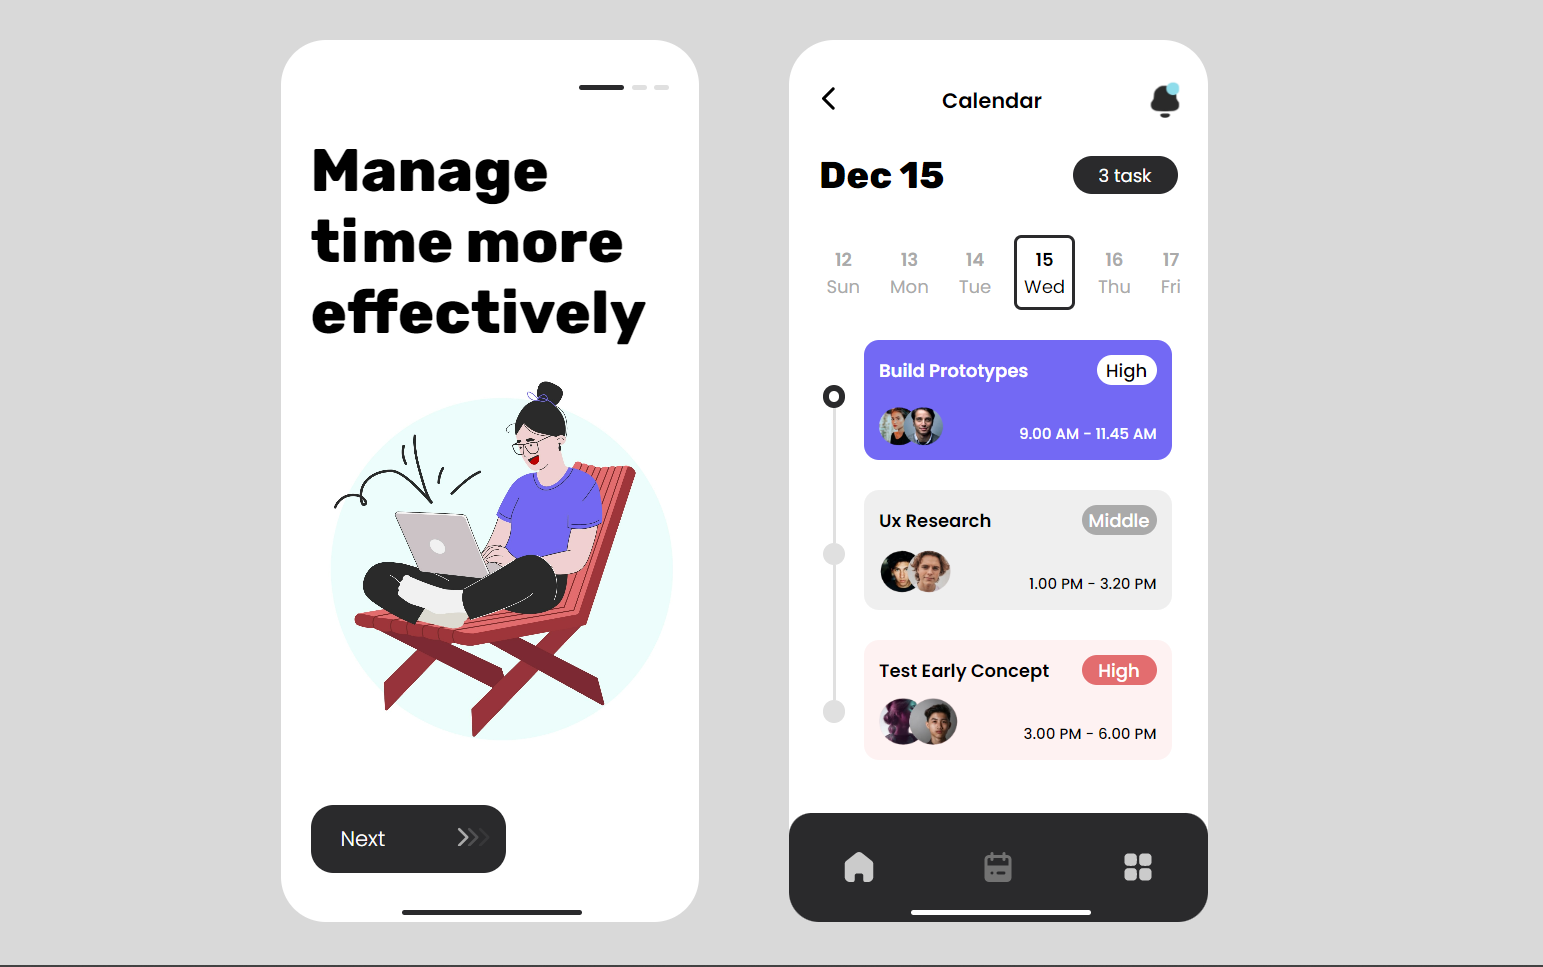 Manage
time more
effectively
Next
Calendar
Dec 15
3 task
12 13 14 15 16 17
Sun Mon Tue Wed Thu Fri
Build Prototypes High
9.00 AM - 11.45 AM
Ux Research Middle
1.00 PM - 3.20 PM
Test Early Concept High
3.00 PM - 6.00 PM